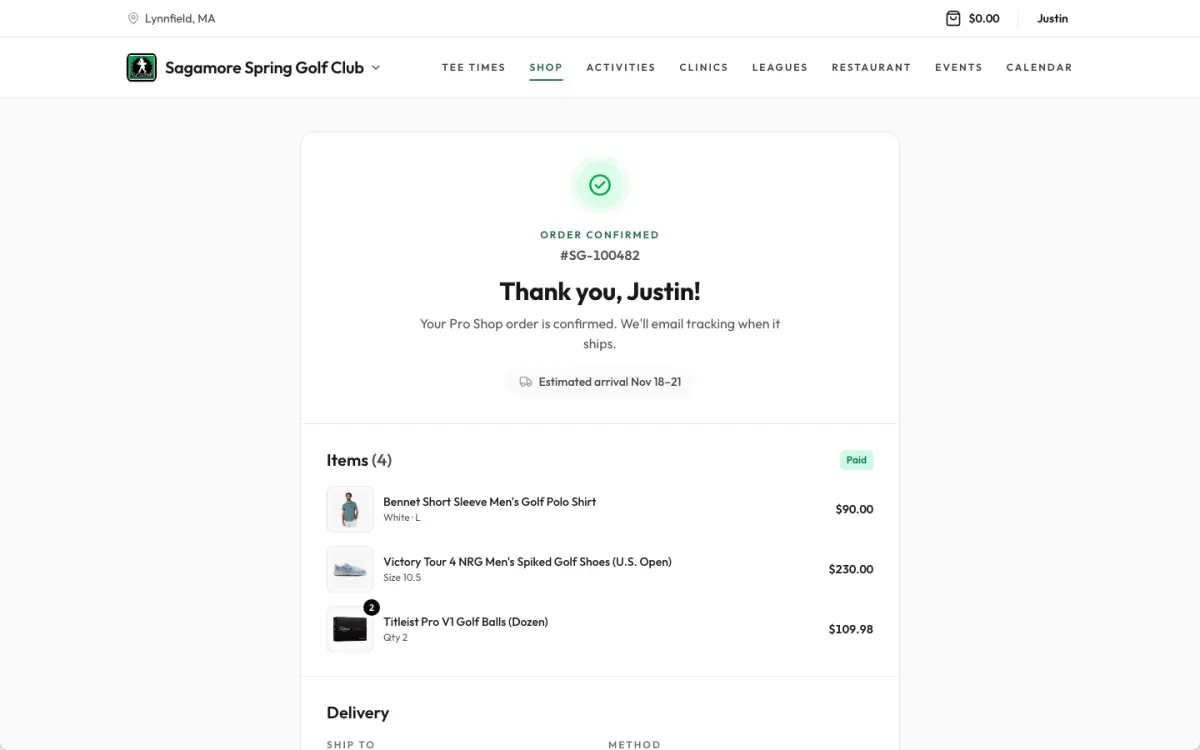 Lynnfield, MA
$0.00
Justin
Sagamore Spring Golf Club
TEE TIMES
SHOP
ACTIVITIES
CLINICS
LEAGUES
RESTAURANT
EVENTS
CALENDAR
ORDER CONFIRMED
#SG-100482
Thank you, Justin!
Your Pro Shop order is confirmed. We'll email tracking when it
ships.
Estimated arrival Nov 18–21
Items (4)
Paid
Bennet Short Sleeve Men's Golf Polo Shirt
White · L
$90.00
Victory Tour 4 NRG Men's Spiked Golf Shoes (U.S. Open)
Size 10.5
$230.00
2
Titleist Pro V1 Golf Balls (Dozen)
Qty 2
$109.98
Delivery
SHIP TO
METHOD